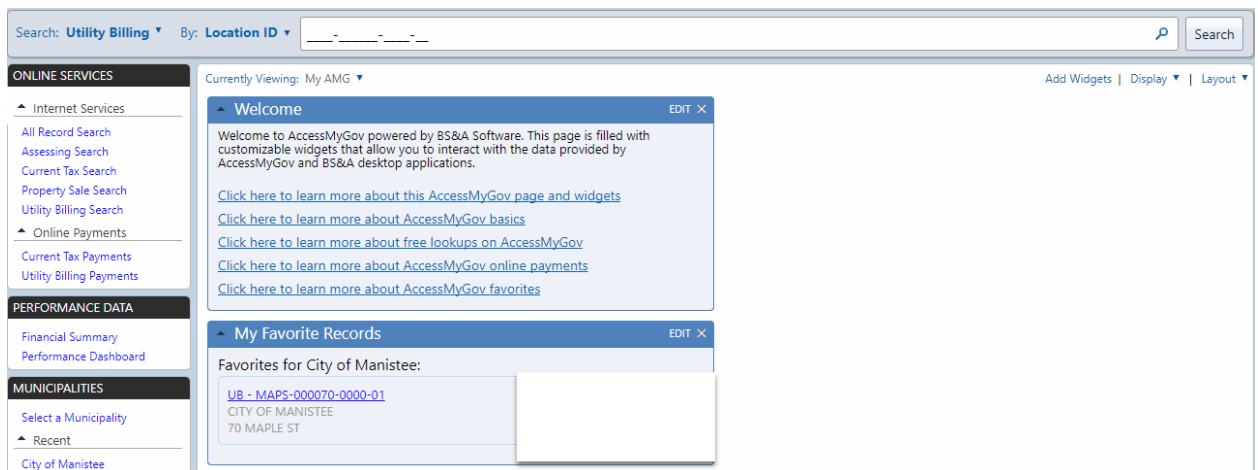 Search: Utility Billing ▼ By: Location ID ▼ ____-______-____-__ Search
ONLINE SERVICES
Internet Services
All Record Search
Assessing Search
Current Tax Search
Property Sale Search
Utility Billing Search
Online Payments
Current Tax Payments
Utility Billing Payments
PERFORMANCE DATA
Financial Summary
Performance Dashboard
MUNICIPALITIES
Select a Municipality
Recent
City of Manistee
Currently Viewing: My AMG ▼ Add Widgets | Display ▼ | Layout ▼
Welcome EDIT X
Welcome to AccessMyGov powered by BS&A Software. This page is filled with
customizable widgets that allow you to interact with the data provided by
AccessMyGov and BS&A desktop applications.
Click here to learn more about this AccessMyGov page and widgets
Click here to learn more about AccessMyGov basics
Click here to learn more about free lookups on AccessMyGov
Click here to learn more about AccessMyGov online payments
Click here to learn more about AccessMyGov favorites
My Favorite Records EDIT X
Favorites for City of Manistee:
UB - MAPS-000070-0000-01
CITY OF MANISTEE
70 MAPLE ST